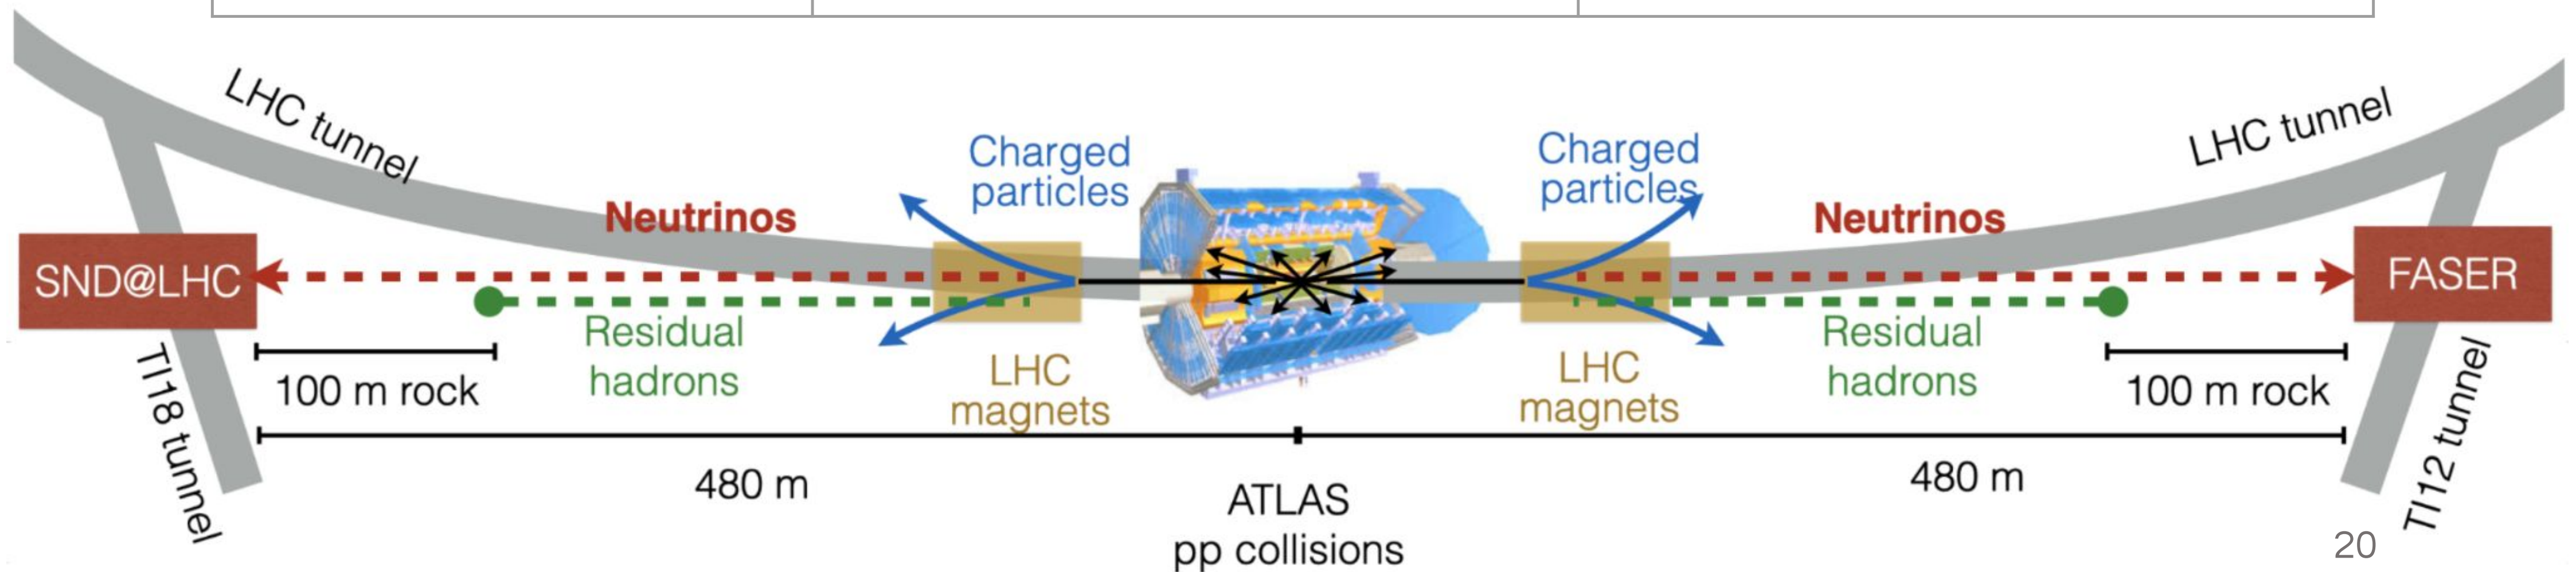 LHC tunnel
LHC tunnel
Charged
particles
Charged
particles
Neutrinos
Neutrinos
SND@LHC
FASER
Residual
hadrons
Residual
hadrons
LHC
magnets
LHC
magnets
100 m rock
100 m rock
TI18 tunnel
TI12 tunnel
480 m
480 m
ATLAS
pp collisions
20